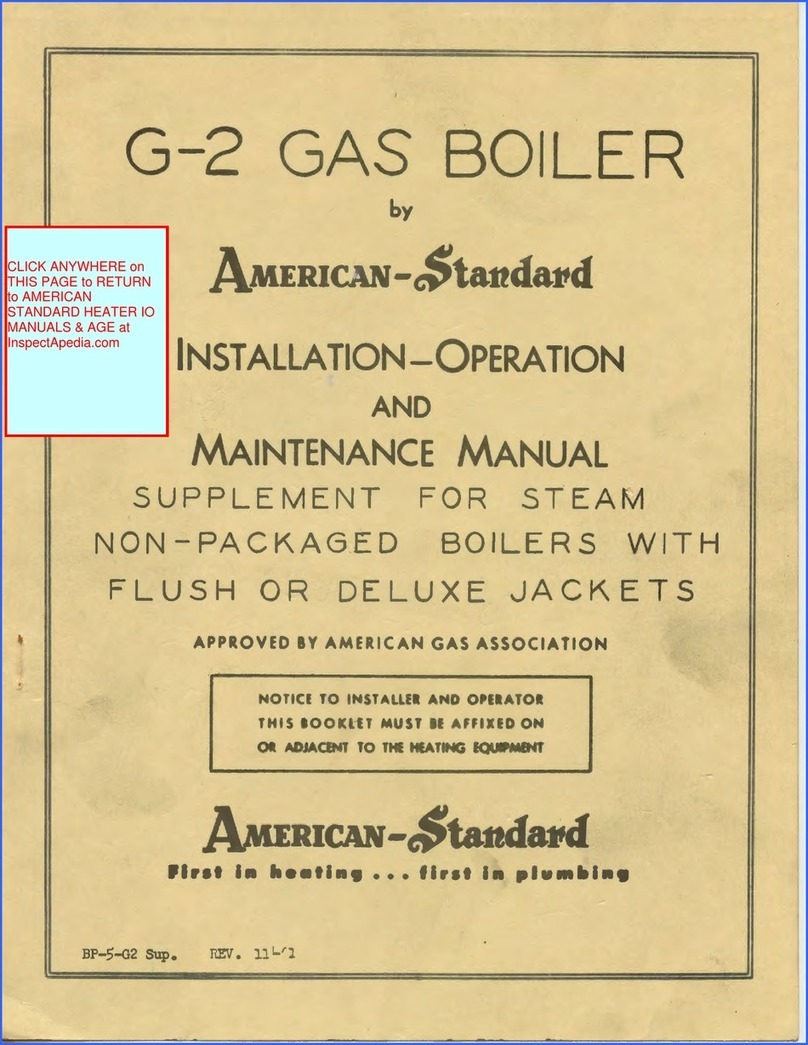 G-2 GAS BOILER
by
AMERICAN-Standard
CLICK ANYWHERE on
THIS PAGE to RETURN
to AMERICAN
STANDARD HEATER IO
MANUALS & AGE at
InspectApedia.com
INSTALLATION-OPERATION
AND
MAINTENANCE MANUAL
SUPPLEMENT FOR STEAM
NON-PACKAGED BOILERS WITH
FLUSH OR DELUXE JACKETS
APPROVED BY AMERICAN GAS ASSOCIATION
NOTICE TO INSTALLER AND OPERATOR
THIS BOOKLET MUST BE AFFIXED ON
OR ADJACENT TO THE HEATING EQUIPMENT
AMERICAN-Standard
First in heating ... first in plumbing
BP-5-G2 Sup. REV.